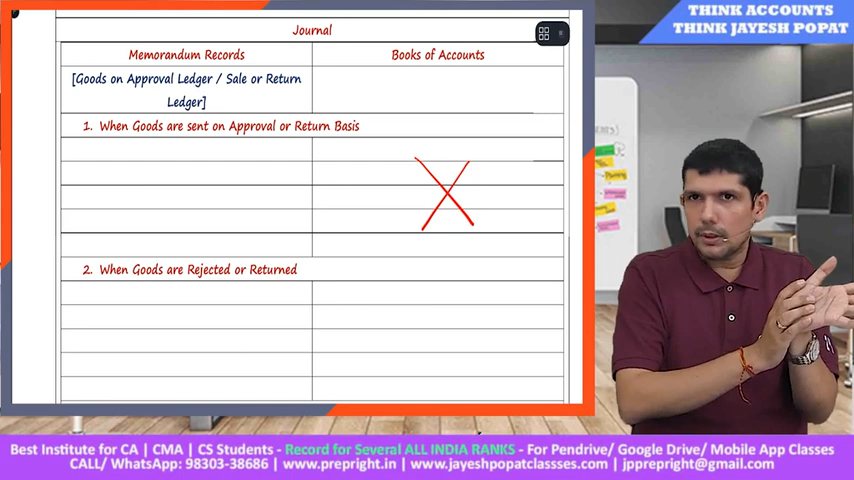 THINK ACCOUNTS
THINK JAYESH POPAT
Journal
Memorandum Records
Books of Accounts
[Goods on Approval Ledger / Sale or Return
Ledger]
1. When Goods are sent on Approval or Return Basis
2. When Goods are Rejected or Returned
Best Institute for CA | CMA | CS Students - Record for Several ALL INDIA RANKS - For Pendrive/ Google Drive/ Mobile App Classes
CALL/ WhatsApp: 98303-38686 | www.prepright.in | www.jayeshpopatclassses.com | jpprepright@gmail.com